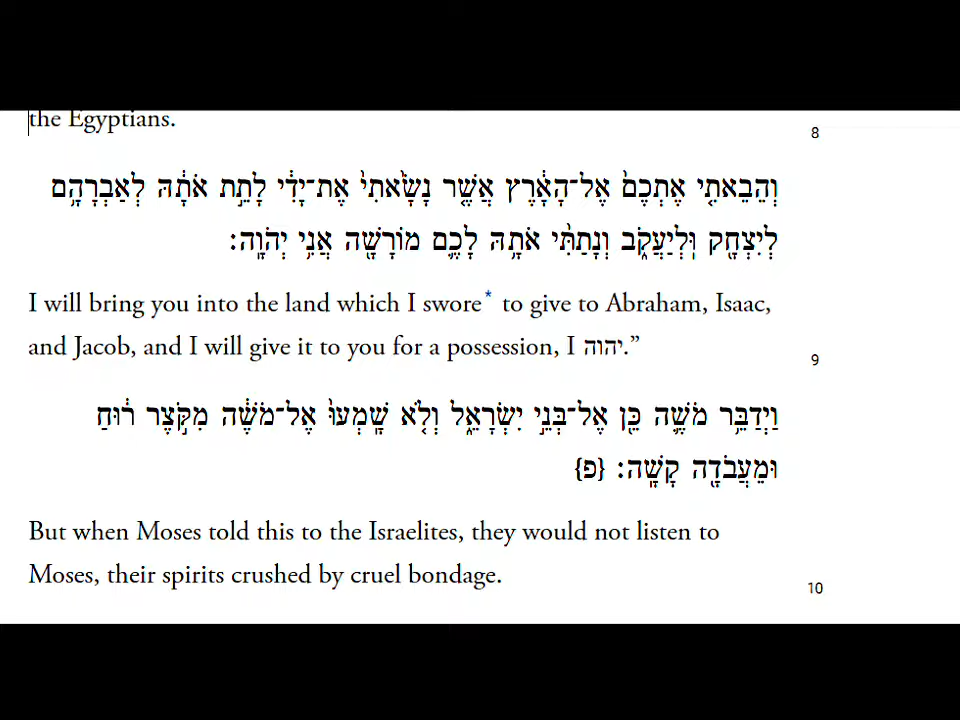 the Egyptians.
8
וְהֵבֵאתִ֤י אֶתְכֶם֙ אֶל־הָאָ֔רֶץ אֲשֶׁ֤ר נָשָׂ֙אתִי֙ אֶת־יָדִ֔י לָתֵ֣ת אֹתָ֔הּ לְאַבְרָהָ֥ם
לְיִצְחָ֖ק וּֽלְיַעֲקֹ֑ב וְנָתַתִּ֨י אֹתָ֥הּ לָכֶ֛ם מוֹרָשָׁ֖ה אֲנִ֥י יְהֹוָֽה׃
I will bring you into the land which I swore* to give to Abraham, Isaac,
and Jacob, and I will give it to you for a possession, I יהוה.”
9
וַיְדַבֵּ֥ר מֹשֶׁ֛ה כֵּ֖ן אֶל־בְּנֵ֣י יִשְׂרָאֵ֑ל וְלֹ֤א שָֽׁמְעוּ֙ אֶל־מֹשֶׁ֔ה מִקֹּ֣צֶר ר֔וּחַ
וּמֵעֲבֹדָ֖ה קָשָֽׁה׃ {פ}
But when Moses told this to the Israelites, they would not listen to
Moses, their spirits crushed by cruel bondage.
10